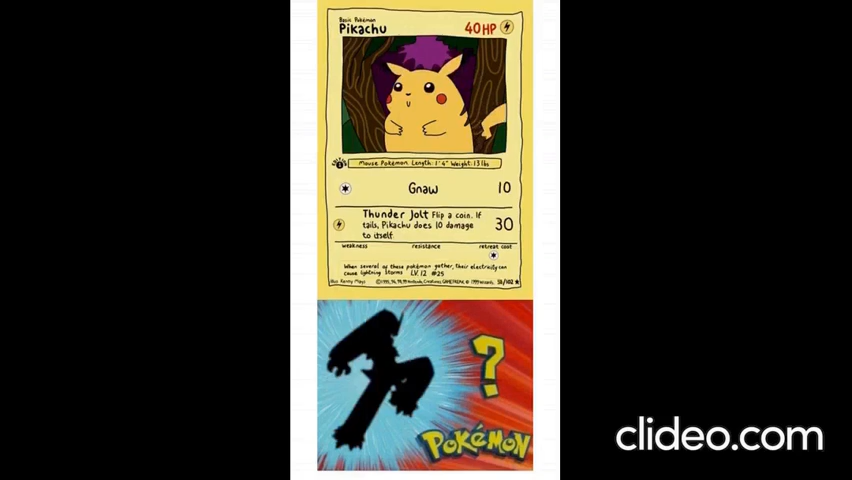 Basic Pokémon
Pikachu 40 HP
Mouse Pokémon. Length: 1' 4" Weight: 13 lbs
Gnaw 10
Thunder Jolt Flip a coin. If
tails, Pikachu does 10 damage
to itself. 30
weakness resistance retreat cost
When several of these pokémon gather, their electricity can
cause lightning storms LV. 12 #25
58/102
?
POKéMON
clideo.com